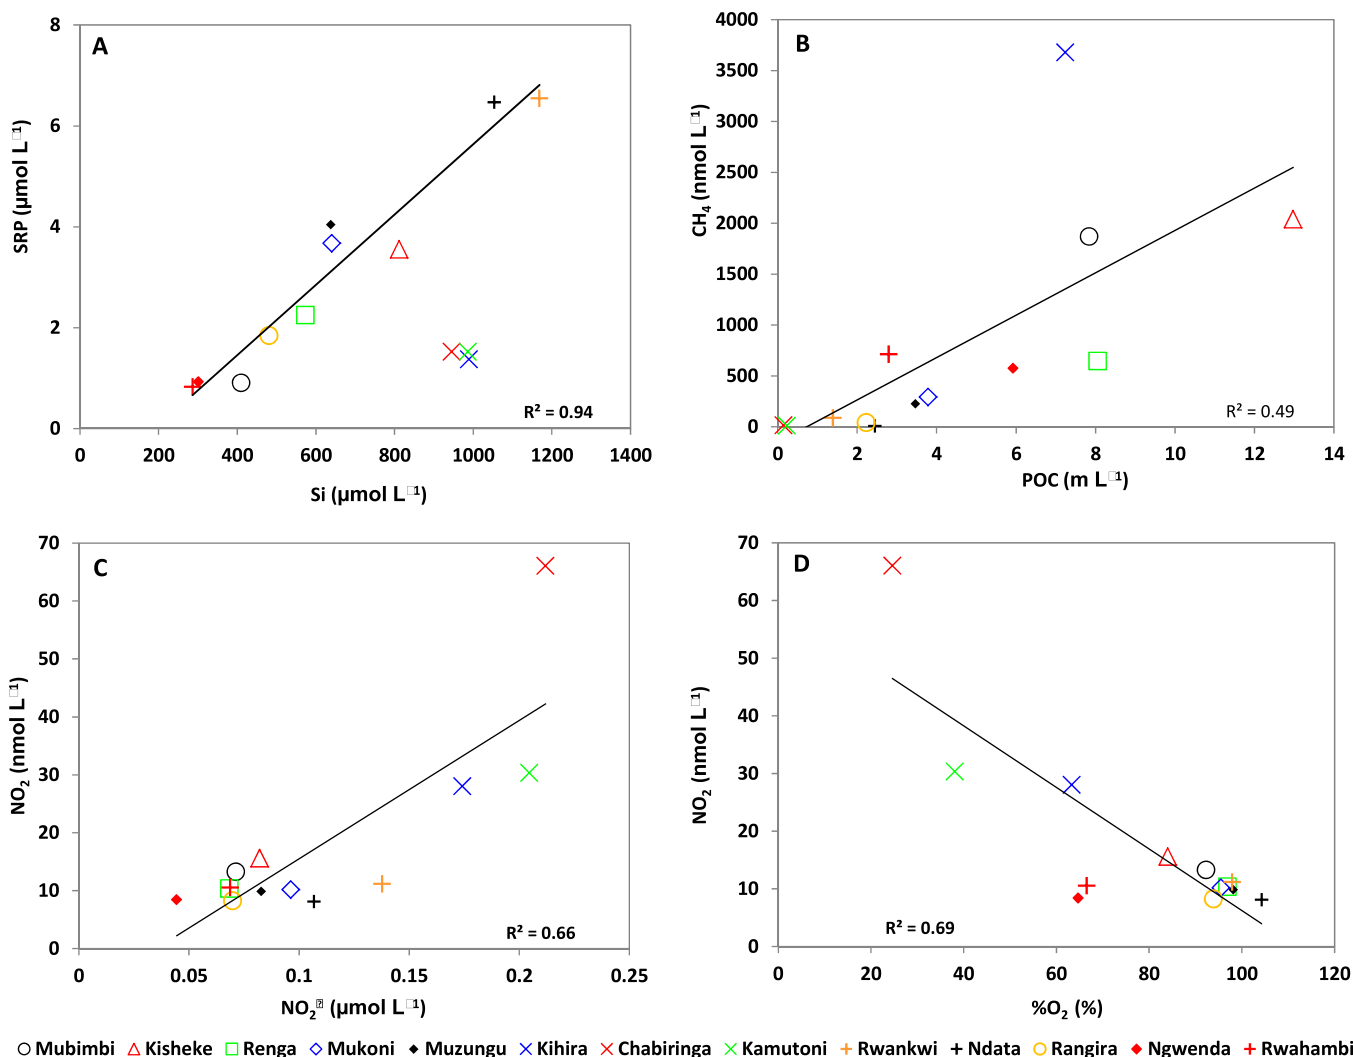 A
SRP (µmol L⁻¹)
8
6
4
2
0
0 200 400 600 800 1000 1200 1400
Si (µmol L⁻¹)
R² = 0.94
B
CH₄ (nmol L⁻¹)
4000
3500
3000
2500
2000
1500
1000
500
0
0 2 4 6 8 10 12 14
POC (m L⁻¹)
R² = 0.49
C
NO₂ (nmol L⁻¹)
70
60
50
40
30
20
10
0
0 0.05 0.1 0.15 0.2 0.25
NO₂ (µmol L⁻¹)
R² = 0.66
D
NO₂ (nmol L⁻¹)
70
60
50
40
30
20
10
0
0 20 40 60 80 100 120
%O₂ (%)
R² = 0.69
Mubimbi Kisheke Renga Mukoni Muzungu Kihira Chabiringa Kamutoni Rwankwi Ndata Rangira Ngwenda Rwahambi